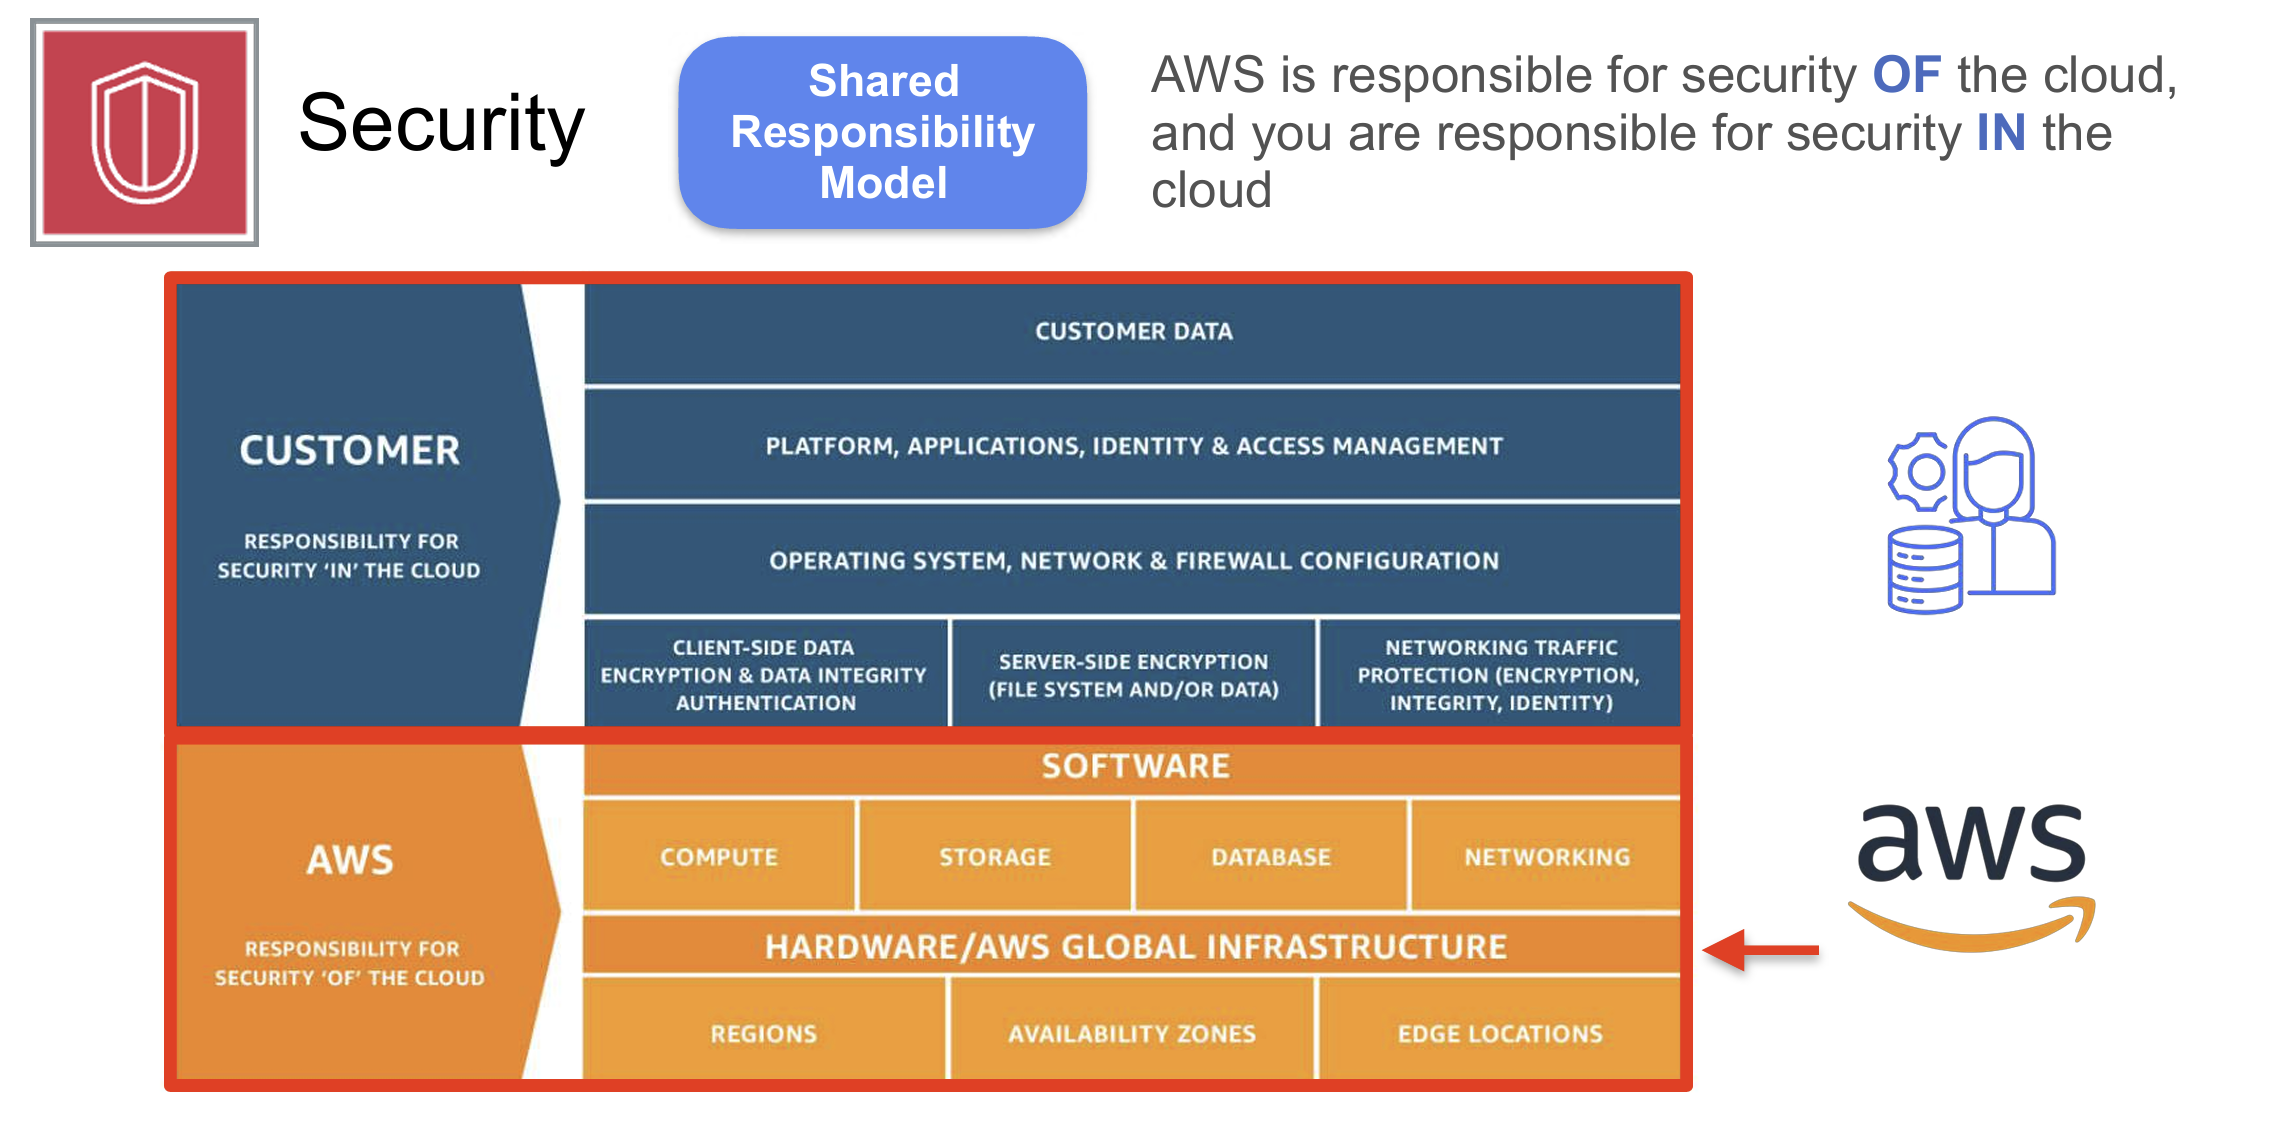 Security
Shared
Responsibility
Model
AWS is responsible for security OF the cloud,
and you are responsible for security IN the
cloud
CUSTOMER
RESPONSIBILITY FOR
SECURITY ‘IN’ THE CLOUD
CUSTOMER DATA
PLATFORM, APPLICATIONS, IDENTITY & ACCESS MANAGEMENT
OPERATING SYSTEM, NETWORK & FIREWALL CONFIGURATION
CLIENT-SIDE DATA
ENCRYPTION & DATA INTEGRITY
AUTHENTICATION
SERVER-SIDE ENCRYPTION
(FILE SYSTEM AND/OR DATA)
NETWORKING TRAFFIC
PROTECTION (ENCRYPTION,
INTEGRITY, IDENTITY)
AWS
RESPONSIBILITY FOR
SECURITY ‘OF’ THE CLOUD
SOFTWARE
COMPUTE
STORAGE
DATABASE
NETWORKING
HARDWARE/AWS GLOBAL INFRASTRUCTURE
REGIONS
AVAILABILITY ZONES
EDGE LOCATIONS
aws